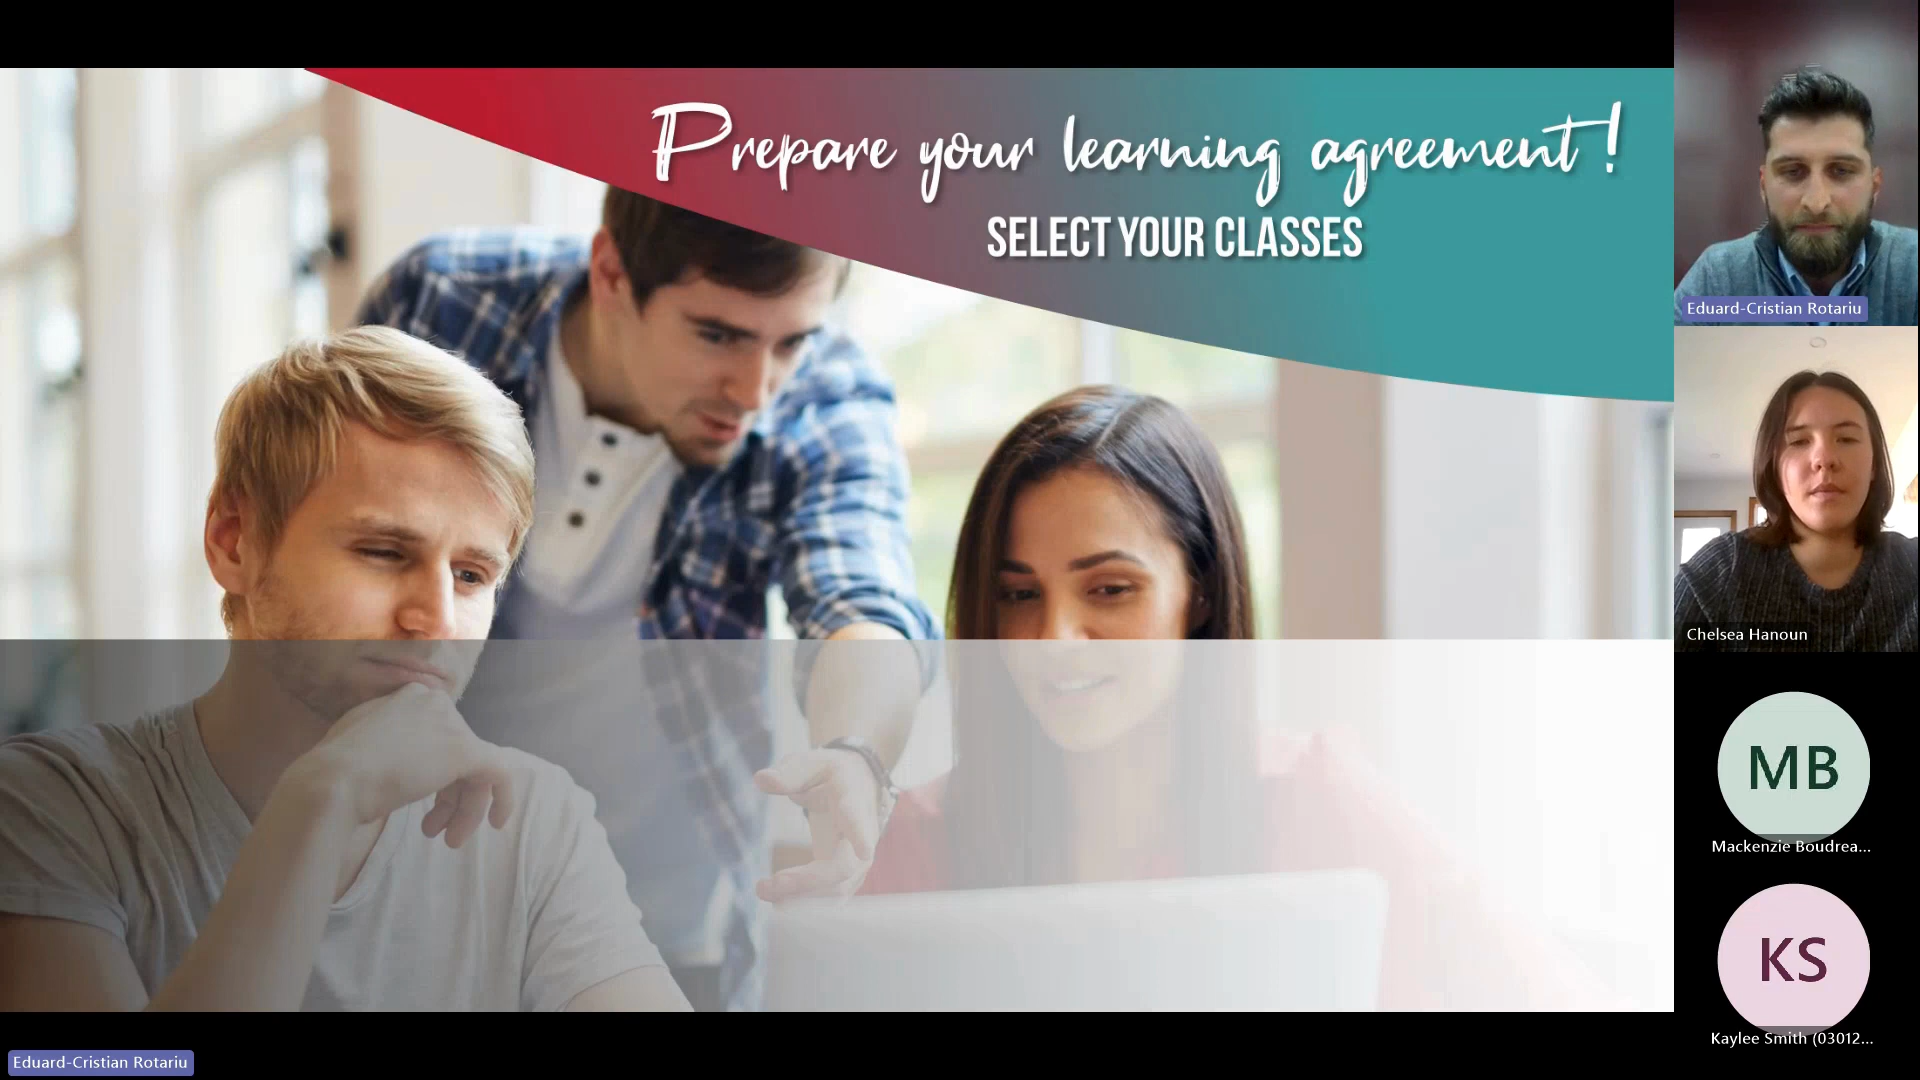 Prepare your learning agreement!
SELECT YOUR CLASSES
Eduard-Cristian Rotariu
Chelsea Hanoun
MB
Mackenzie Boudrea...
KS
Kaylee Smith (03012...
Eduard-Cristian Rotariu